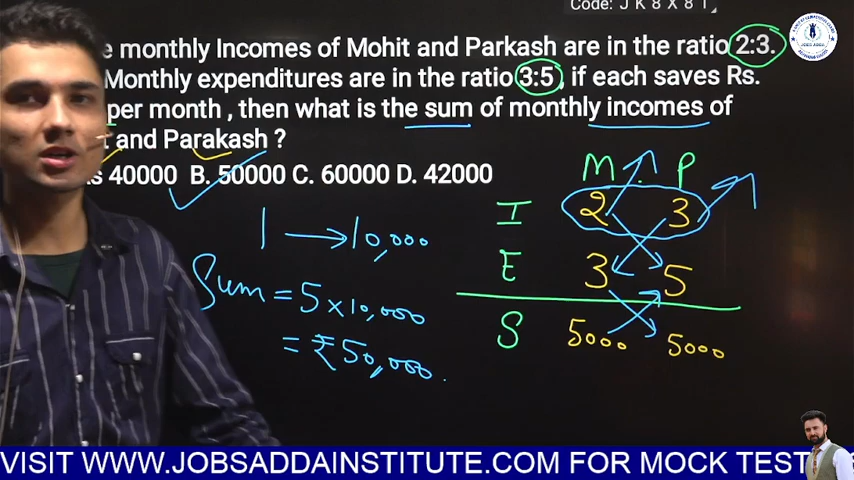 Code: J K 8 X 8 1
e monthly Incomes of Mohit and Parkash are in the ratio 2:3.
Monthly expenditures are in the ratio 3:5, if each saves Rs.
per month , then what is the sum of monthly incomes of
t and Parakash ?
s 40000 B. 50000 C. 60000 D. 42000
M P
I 2 3
1 → 10,000
E 3 5
Sum = 5 x 10,000
S 5000 5000
= ₹ 50,000.
JOBS ADDA
VISIT WWW.JOBSADDAINSTITUTE.COM FOR MOCK TEST